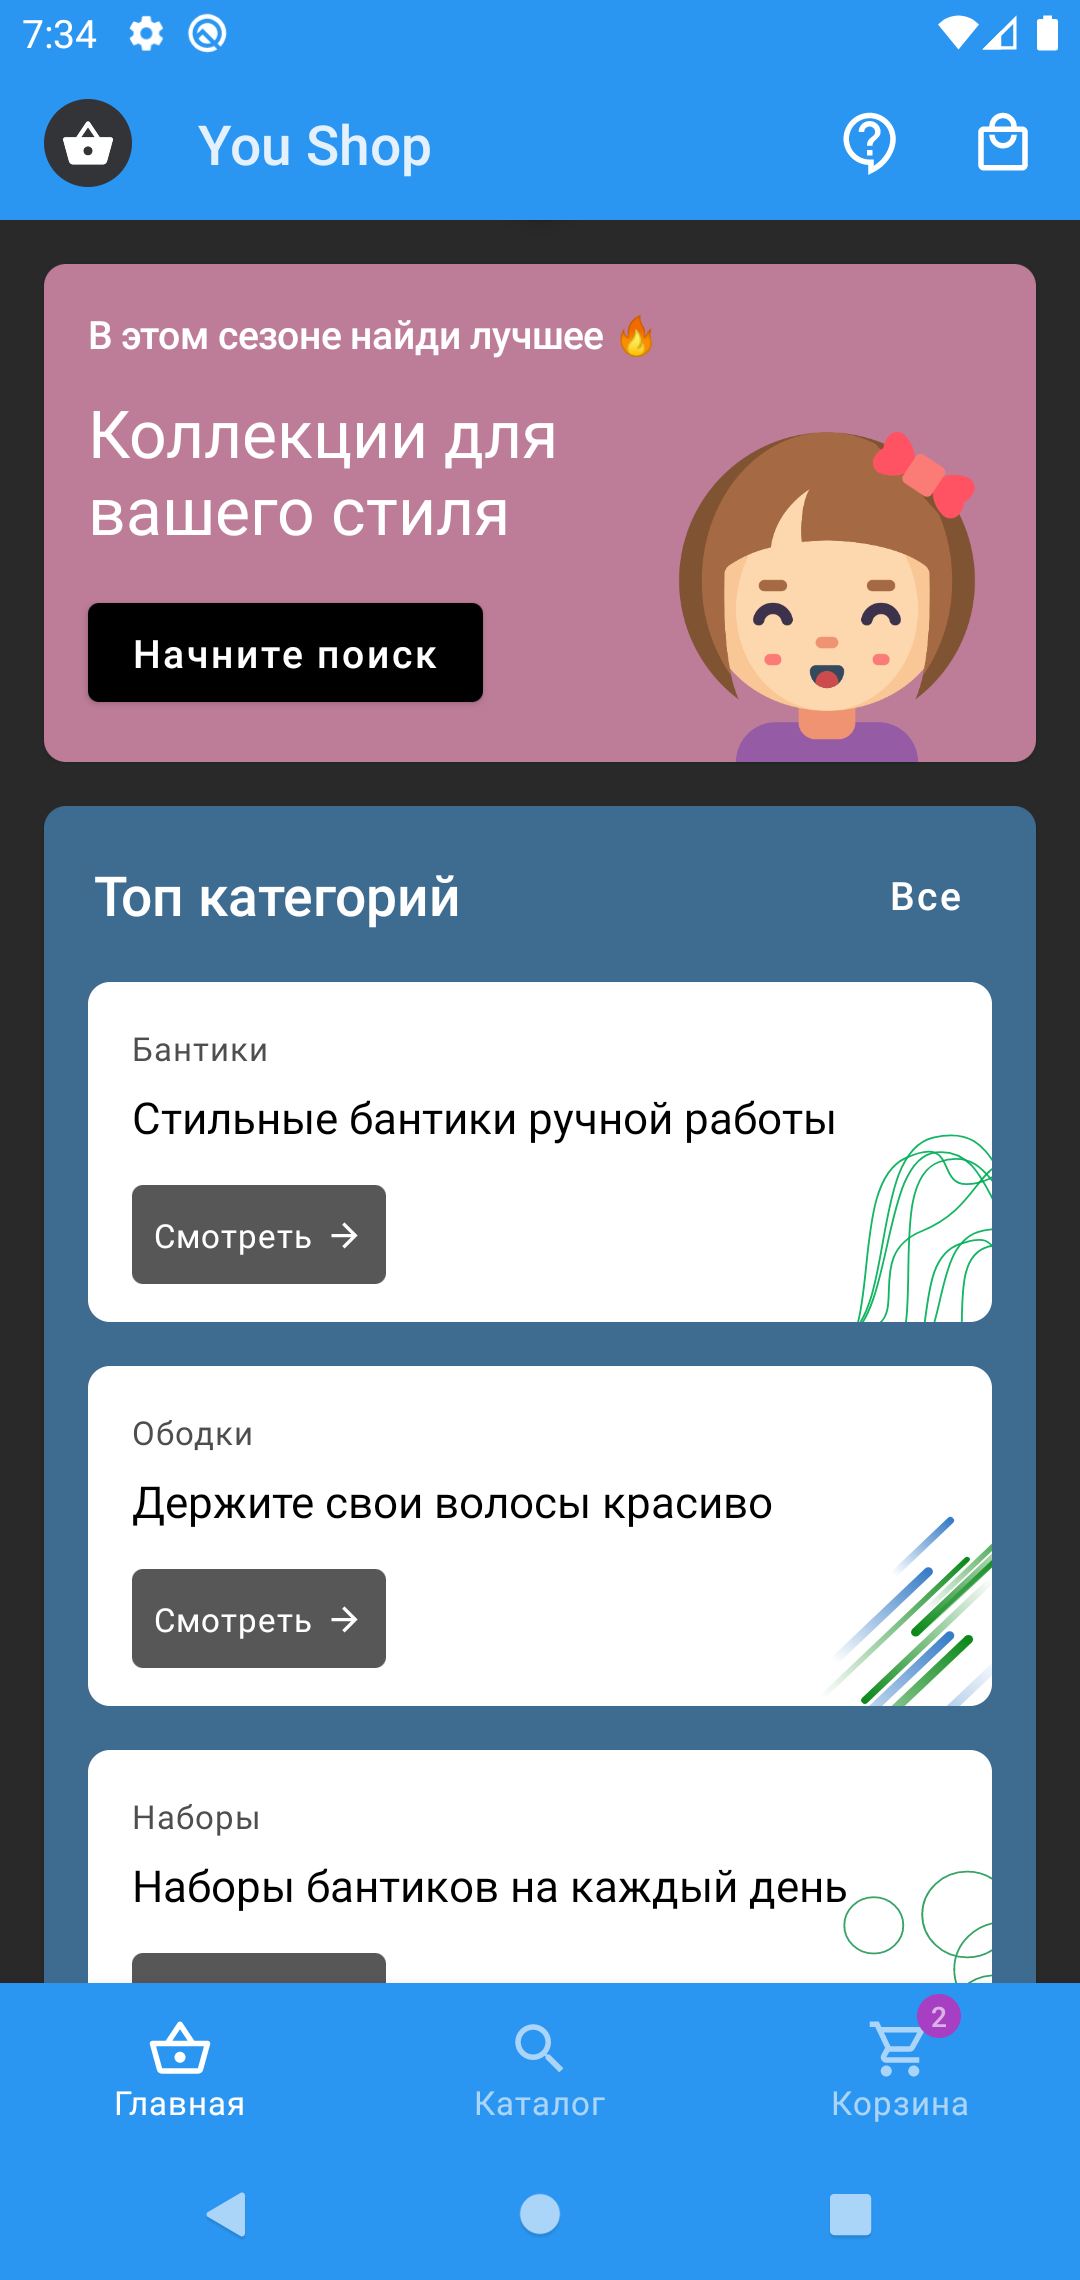 7:34
You Shop
В этом сезоне найди лучшее 🔥
Коллекции для
вашего стиля
Начните поиск
Топ категорий
Все
Бантики
Стильные бантики ручной работы
Смотреть →
Ободки
Держите свои волосы красиво
Смотреть →
Наборы
Наборы бантиков на каждый день
2
Главная
Каталог
Корзина